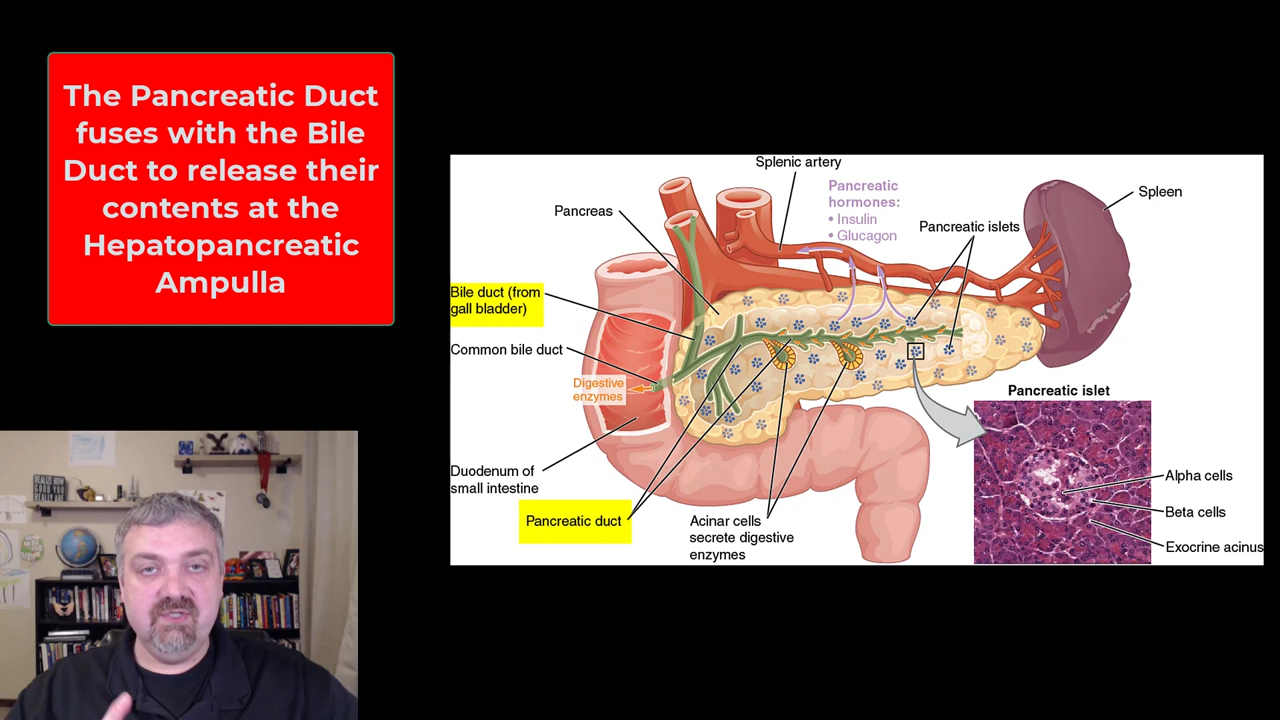 The Pancreatic Duct
fuses with the Bile
Duct to release their
contents at the
Hepatopancreatic
Ampulla
Splenic artery
Pancreatic
hormones:
• Insulin
• Glucagon
Spleen
Pancreas
Pancreatic islets
Bile duct (from
gall bladder)
Common bile duct
Digestive
enzymes
Pancreatic islet
Duodenum of
small intestine
Alpha cells
Beta cells
Pancreatic duct
Acinar cells
secrete digestive
enzymes
Exocrine acinus